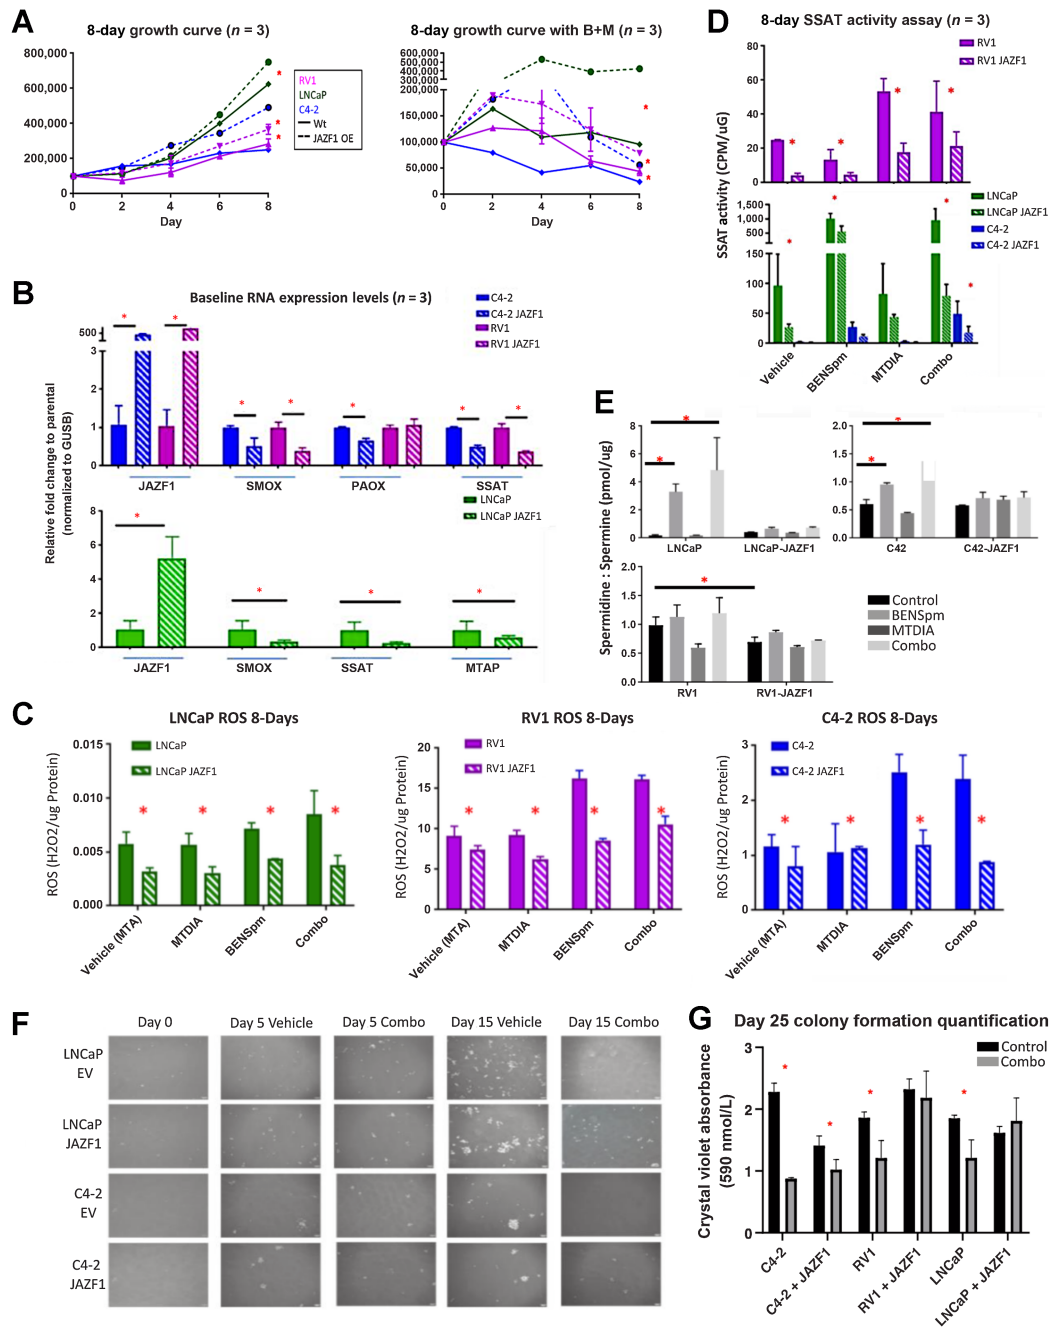 A
8-day growth curve (n = 3)
800,000
600,000
400,000
200,000
0
0 2 4 6 8
Day
RV1
LNCaP
C4-2
Wt
JAZF1 OE
*
*
*
8-day growth curve with B+M (n = 3)
600,000
500,000
400,000
300,000
200,000
150,000
100,000
50,000
0
0 2 4 6 8
Day
*
*
*
B
Baseline RNA expression levels (n = 3)
C4-2
C4-2 JAZF1
RV1
RV1 JAZF1
Relative fold change to parental
(normalized to GUSB)
500
3
2
1
0
* * * * * * *
JAZF1 SMOX PAOX SSAT
LNCaP
LNCaP JAZF1
8
6
4
2
0
* * * *
JAZF1 SMOX SSAT MTAP
C
LNCaP ROS 8-Days
ROS (H2O2/ug Protein)
0.015
0.010
0.005
0.000
LNCaP
LNCaP JAZF1
* * * *
Vehicle (MTA) MTDIA BENSpm Combo
RV1 ROS 8-Days
ROS (H2O2/ug Protein)
20
15
10
5
0
RV1
RV1 JAZF1
* * * *
Vehicle (MTA) MTDIA BENSpm Combo
C4-2 ROS 8-Days
ROS (H2O2/ug Protein)
3
2
1
0
C4-2
C4-2 JAZF1
* * * *
Vehicle (MTA) MTDIA BENSpm Combo
D
8-day SSAT activity assay (n = 3)
SSAT activity (CPM/uG)
80
60
40
20
0
RV1
RV1 JAZF1
* * * *
1,500
1,000
500
150
100
50
0
LNCaP
LNCaP JAZF1
C4-2
C4-2 JAZF1
* * * *
Vehicle BENSpm MTDIA Combo
E
Spermidine : Spermine (pmol/ug)
8
6
4
2
0
* *
LNCaP LNCaP-JAZF1
2.0
1.5
1.0
0.5
0.0
* *
C42 C42-JAZF1
2.0
1.5
1.0
0.5
0.0
*
RV1 RV1-JAZF1
Control
BENSpm
MTDIA
Combo
F
Day 0 Day 5 Vehicle Day 5 Combo Day 15 Vehicle Day 15 Combo
LNCaP
EV
LNCaP
JAZF1
C4-2
EV
C4-2
JAZF1
G
Day 25 colony formation quantification
Crystal violet absorbance
(590 nmol/L)
3
2
1
0
Control
Combo
* * * *
C4-2 C4-2 + JAZF1 RV1 RV1 + JAZF1 LNCaP LNCaP + JAZF1